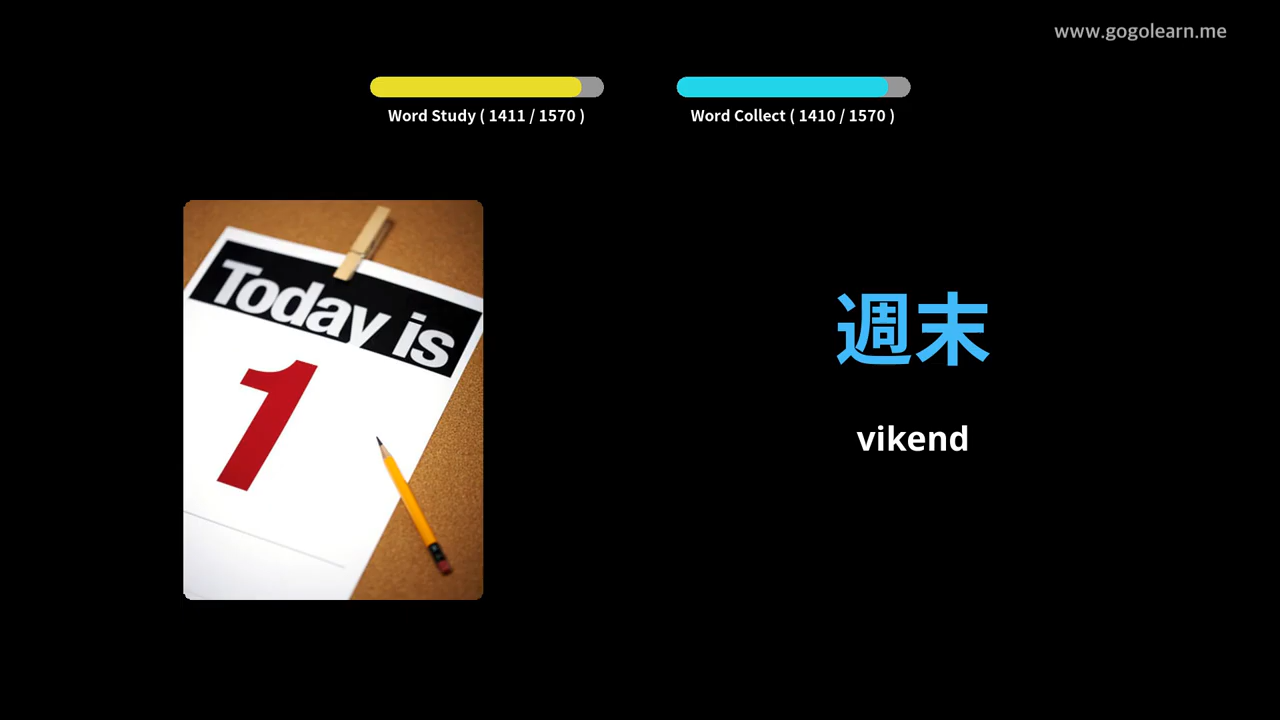 www.gogolearn.me
Word Study ( 1411 / 1570 )
Word Collect ( 1410 / 1570 )
Today is
1
週末
vikend